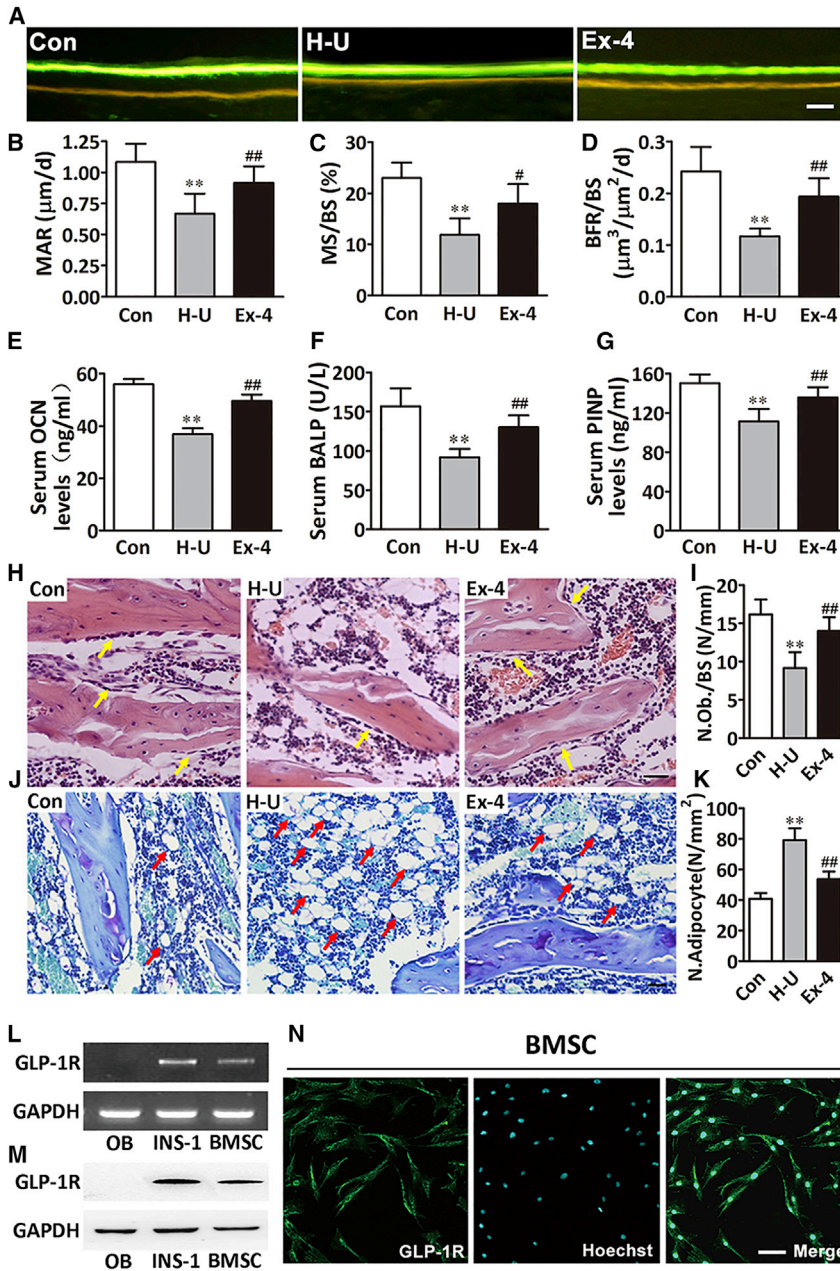 A
Con
H-U
Ex-4
B
MAR (μm/d)
1.25
1.00
0.75
0.50
0.25
0.00
**
##
Con
H-U
Ex-4
C
MS/BS (%)
30
20
10
0
**
#
Con
H-U
Ex-4
D
BFR/BS
(μm³/μm²/d)
0.3
0.2
0.1
0.0
**
##
Con
H-U
Ex-4
E
Serum OCN
levels (ng/ml)
60
40
20
0
**
##
Con
H-U
Ex-4
F
Serum BALP (U/L)
200
150
100
50
0
**
##
Con
H-U
Ex-4
G
Serum PINP
levels (ng/ml)
160
120
80
40
0
**
##
Con
H-U
Ex-4
H
Con
H-U
Ex-4
I
N.Ob./BS (N/mm)
20
15
10
5
0
**
##
Con
H-U
Ex-4
J
Con
H-U
Ex-4
K
N.Adipocyte(N/mm²)
100
80
60
40
20
0
**
##
Con
H-U
Ex-4
L
GLP-1R
GAPDH
OB INS-1 BMSC
M
GLP-1R
GAPDH
OB INS-1 BMSC
N
BMSC
GLP-1R
Hoechst
Merge